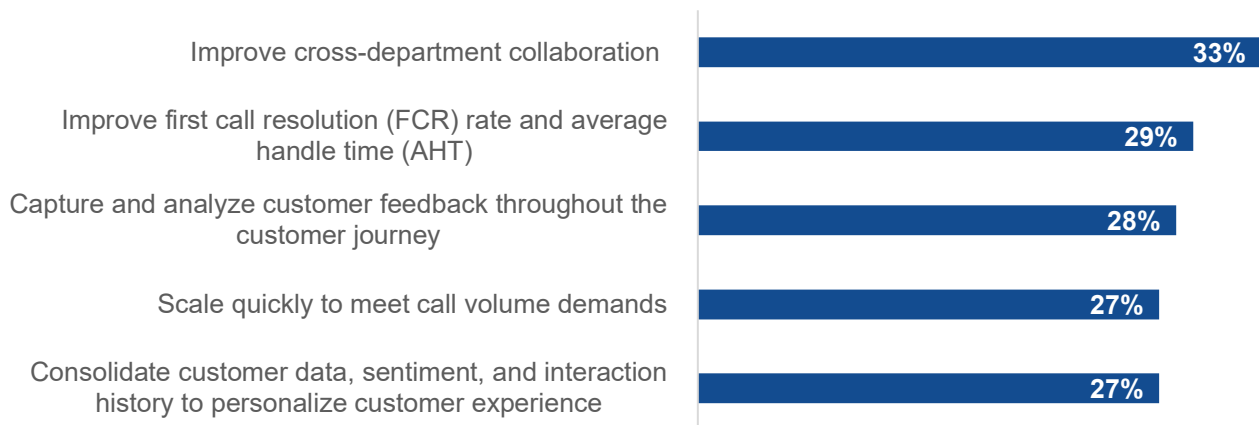 Improve cross-department collaboration
33%
Improve first call resolution (FCR) rate and average
handle time (AHT)
29%
Capture and analyze customer feedback throughout the
customer journey
28%
Scale quickly to meet call volume demands
27%
Consolidate customer data, sentiment, and interaction
history to personalize customer experience
27%